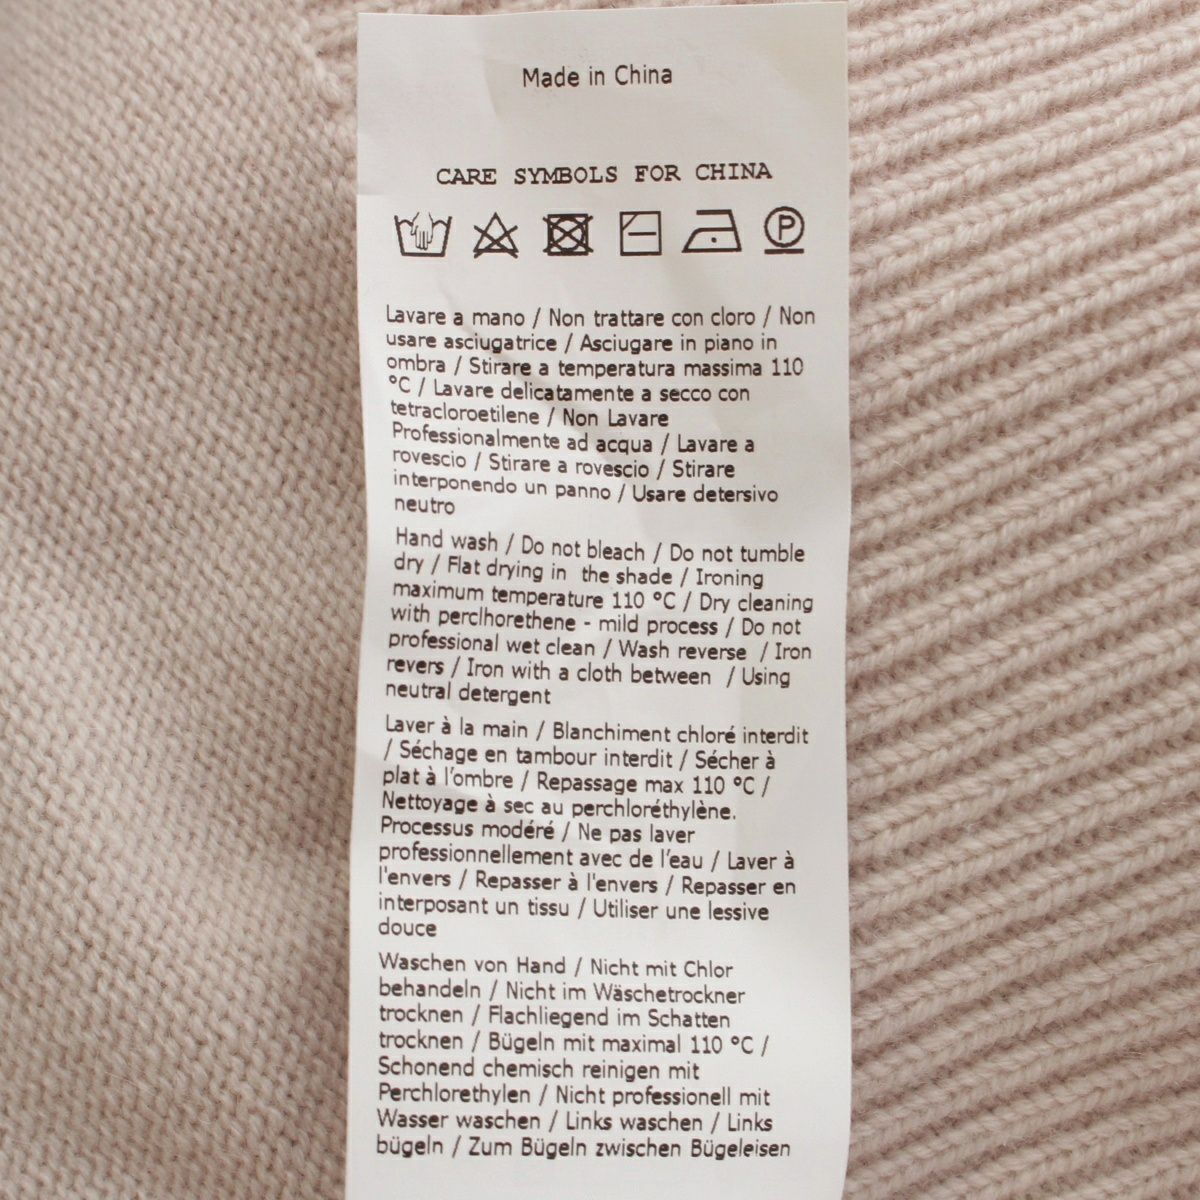 Made in China
CARE SYMBOLS FOR CHINA
P
Lavare a mano / Non trattare con cloro / Non
usare asciugatrice / Asciugare in piano in
ombra / Stirare a temperatura massima 110
°C / Lavare delicatamente a secco con
tetracloroetilene / Non Lavare
Professionalmente ad acqua / Lavare a
rovescio / Stirare a rovescio / Stirare
interponendo un panno / Usare detersivo
neutro
Hand wash / Do not bleach / Do not tumble
dry / Flat drying in the shade / Ironing
maximum temperature 110 °C / Dry cleaning
with perclhorethene - mild process / Do not
professional wet clean / Wash reverse / Iron
revers / Iron with a cloth between / Using
neutral detergent
Laver à la main / Blanchiment chloré interdit
/ Séchage en tambour interdit / Sécher à
plat à l'ombre / Repassage max 110 °C /
Nettoyage à sec au perchloréthylène.
Processus modéré / Ne pas laver
professionnellement avec de l'eau / Laver à
l'envers / Repasser à l'envers / Repasser en
interposant un tissu / Utiliser une lessive
douce
Waschen von Hand / Nicht mit Chlor
behandeln / Nicht im Wäschetrockner
trocknen / Flachliegend im Schatten
trocknen / Bügeln mit maximal 110 °C /
Schonend chemisch reinigen mit
Perchlorethylen / Nicht professionell mit
Wasser waschen / Links waschen / Links
bügeln / Zum Bügeln zwischen Bügeleisen